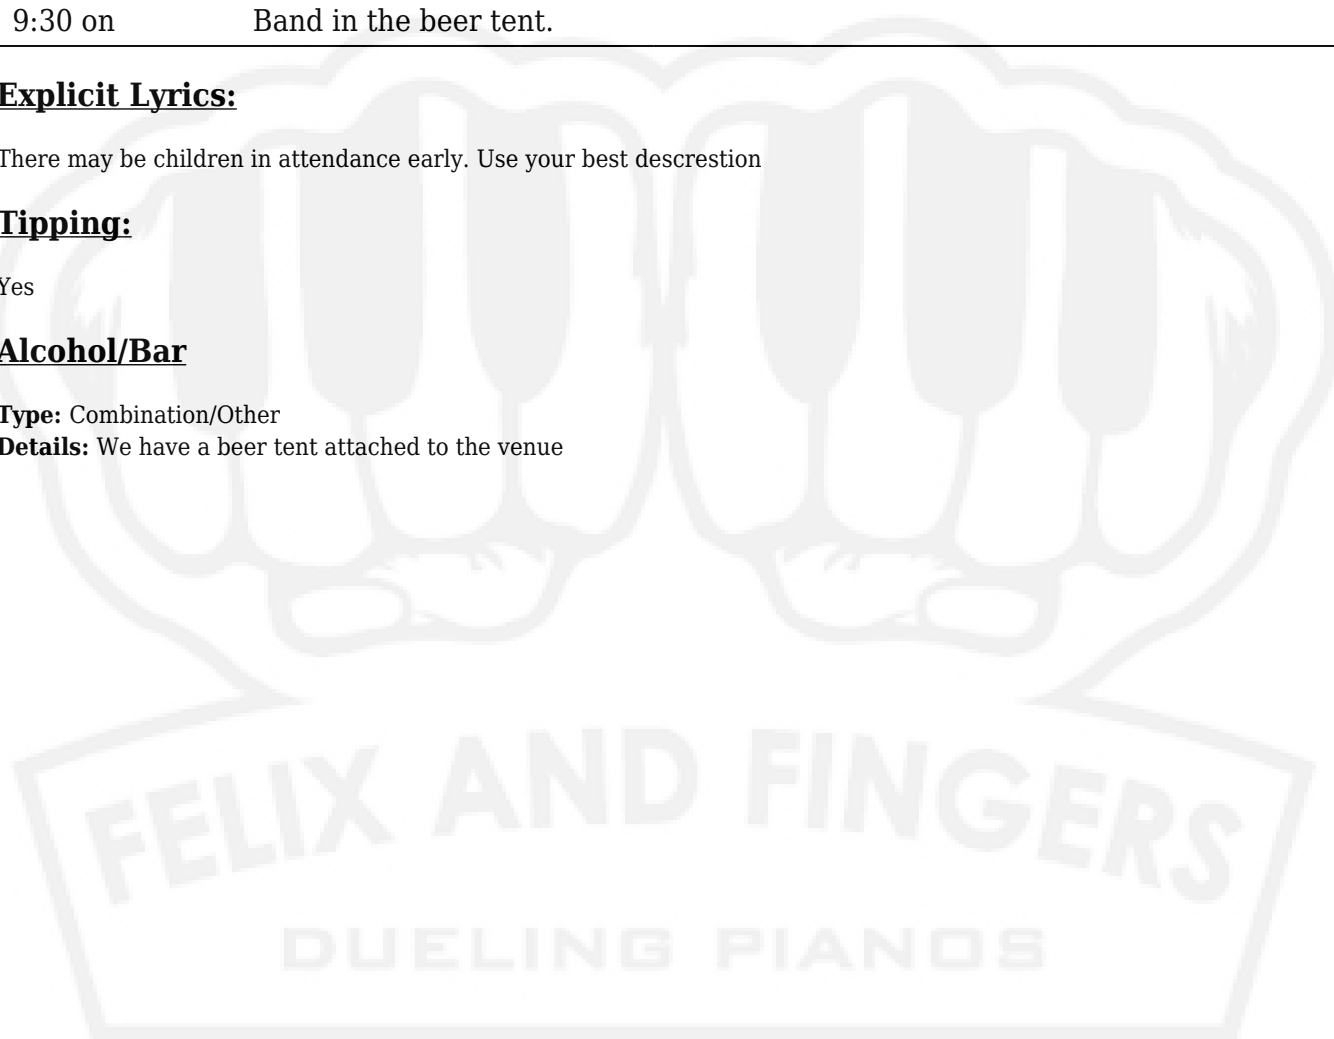 9:30 on Band in the beer tent.
Explicit Lyrics:
There may be children in attendance early. Use your best descrestion
Tipping:
Yes
Alcohol/Bar
Type: Combination/Other
Details: We have a beer tent attached to the venue
FELIX AND FINGERS
DUELING PIANOS